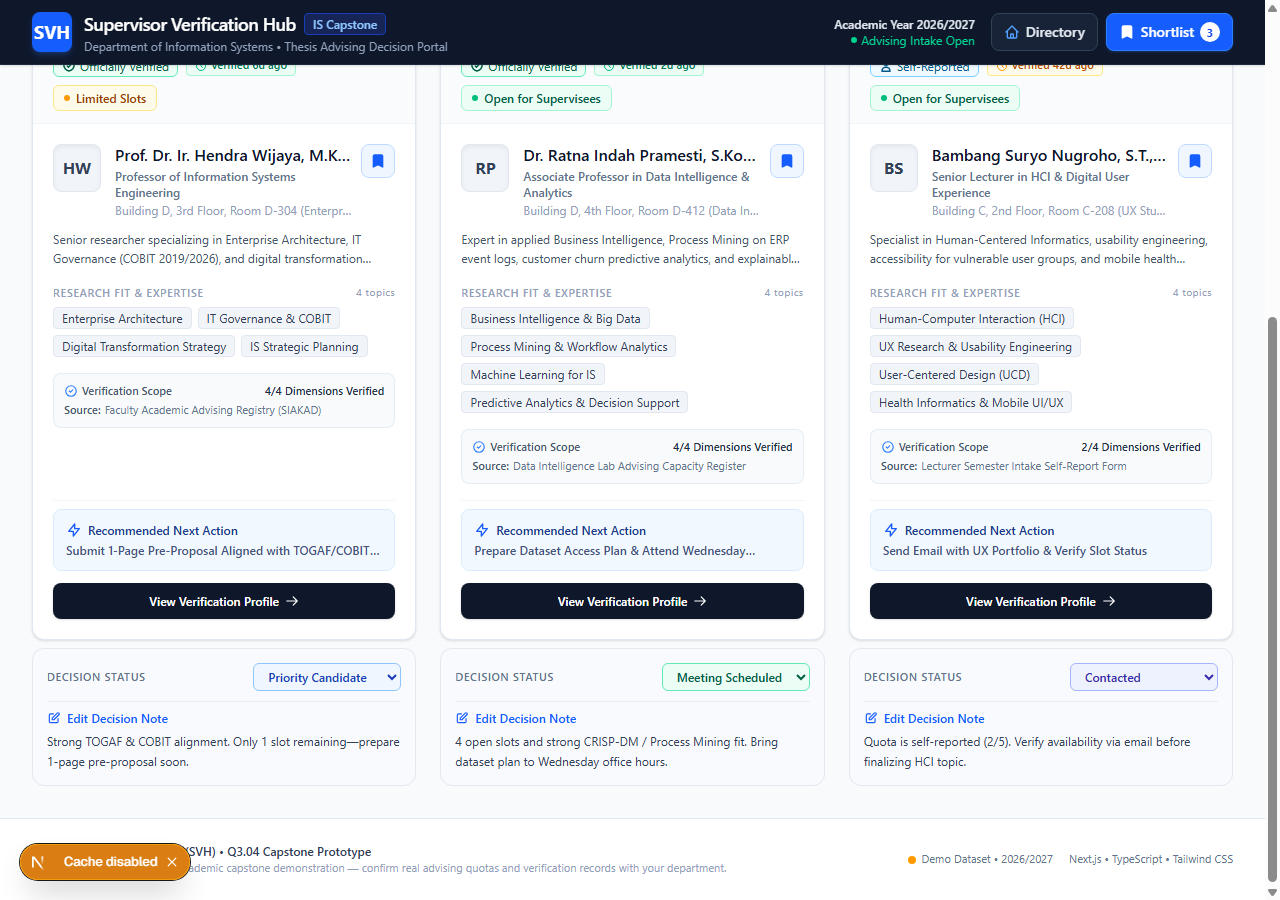 SVH
Supervisor Verification Hub
IS Capstone
Department of Information Systems • Thesis Advising Decision Portal
Academic Year 2026/2027
Advising Intake Open
Directory
Shortlist 3
Officially Verified
Verified 6d ago
Limited Slots
HW
Prof. Dr. Ir. Hendra Wijaya, M.K...
Professor of Information Systems
Engineering
Building D, 3rd Floor, Room D-304 (Enterpr...
Senior researcher specializing in Enterprise Architecture, IT
Governance (COBIT 2019/2026), and digital transformation...
RESEARCH FIT & EXPERTISE
4 topics
Enterprise Architecture
IT Governance & COBIT
Digital Transformation Strategy
IS Strategic Planning
Verification Scope
4/4 Dimensions Verified
Source: Faculty Academic Advising Registry (SIAKAD)
Recommended Next Action
Submit 1-Page Pre-Proposal Aligned with TOGAF/COBIT...
View Verification Profile →
DECISION STATUS
Priority Candidate
Edit Decision Note
Strong TOGAF & COBIT alignment. Only 1 slot remaining—prepare
1-page pre-proposal soon.
Officially Verified
Verified 2d ago
Open for Supervisees
RP
Dr. Ratna Indah Pramesti, S.Ko...
Associate Professor in Data Intelligence &
Analytics
Building D, 4th Floor, Room D-412 (Data In...
Expert in applied Business Intelligence, Process Mining on ERP
event logs, customer churn predictive analytics, and explainabl...
RESEARCH FIT & EXPERTISE
4 topics
Business Intelligence & Big Data
Process Mining & Workflow Analytics
Machine Learning for IS
Predictive Analytics & Decision Support
Verification Scope
4/4 Dimensions Verified
Source: Data Intelligence Lab Advising Capacity Register
Recommended Next Action
Prepare Dataset Access Plan & Attend Wednesday...
View Verification Profile →
DECISION STATUS
Meeting Scheduled
Edit Decision Note
4 open slots and strong CRISP-DM / Process Mining fit. Bring
dataset plan to Wednesday office hours.
Self-Reported
Verified 42d ago
Open for Supervisees
BS
Bambang Suryo Nugroho, S.T.,...
Senior Lecturer in HCI & Digital User
Experience
Building C, 2nd Floor, Room C-208 (UX Stu...
Specialist in Human-Centered Informatics, usability engineering,
accessibility for vulnerable user groups, and mobile health...
RESEARCH FIT & EXPERTISE
4 topics
Human-Computer Interaction (HCI)
UX Research & Usability Engineering
User-Centered Design (UCD)
Health Informatics & Mobile UI/UX
Verification Scope
2/4 Dimensions Verified
Source: Lecturer Semester Intake Self-Report Form
Recommended Next Action
Send Email with UX Portfolio & Verify Slot Status
View Verification Profile →
DECISION STATUS
Contacted
Edit Decision Note
Quota is self-reported (2/5). Verify availability via email before
finalizing HCI topic.
(SVH) • Q3.04 Capstone Prototype
ademic capstone demonstration — confirm real advising quotas and verification records with your department.
Demo Dataset • 2026/2027
Next.js • TypeScript • Tailwind CSS
N Cache disabled ×